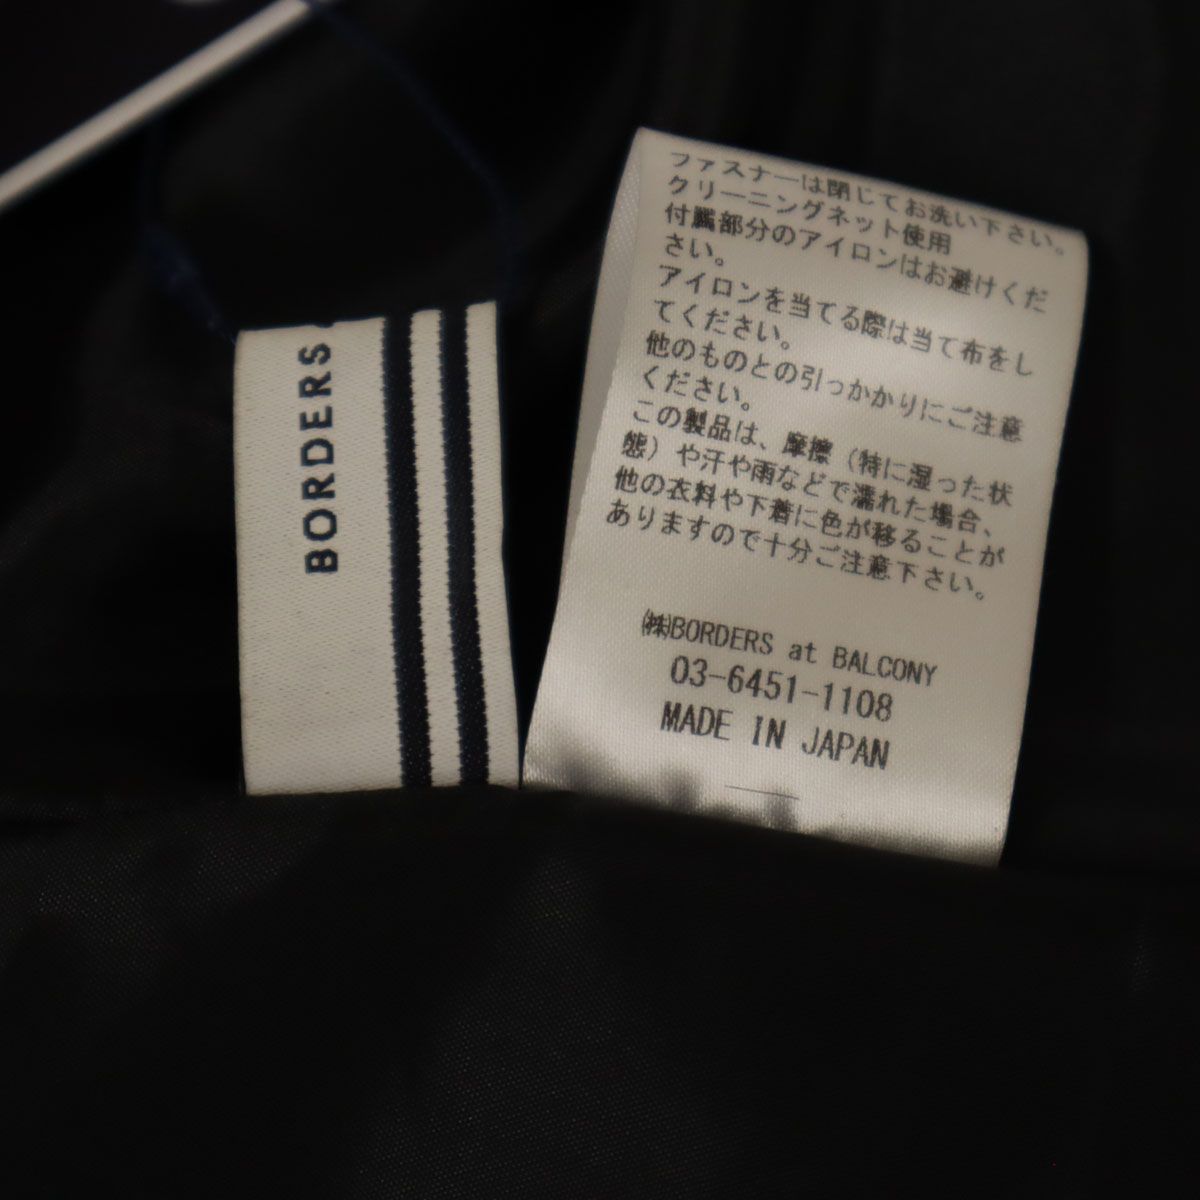 BORDERS
ファスナーは閉じてお洗い下さい。
クリーニングネット使用
付属部分のアイロンはお避けくだ
さい。
アイロンを当てる際は当て布をし
てください。
他のものとの引っかかりにご注意
ください。
この製品は、摩擦（特に湿った状
態）や汗や雨などで濡れた場合、
他の衣料や下着に色が移ることが
ありますので十分ご注意下さい。
㈱BORDERS at BALCONY
03-6451-1108
MADE IN JAPAN